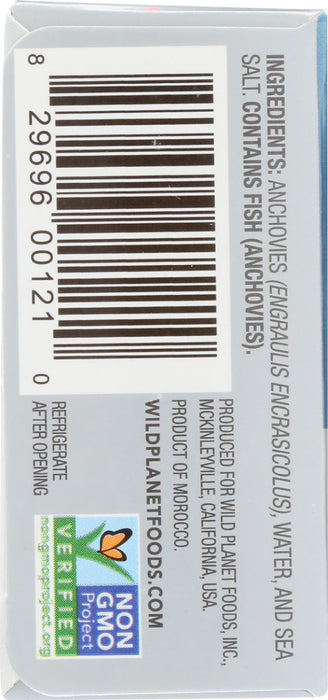 INGREDIENTS: ANCHOVIES (ENGRAULIS ENCRASICOLUS), WATER, AND SEA
SALT. CONTAINS FISH (ANCHOVIES).
8 29696 00121 0
PRODUCED FOR WILD PLANET FOODS, INC.,
MCKINLEYVILLE, CALIFORNIA, USA.
PRODUCT OF MOROCCO.
WILDPLANETFOODS.COM
REFRIGERATE
AFTER OPENING
NON
GMO
Project
VERIFIED
nongmoproject.org